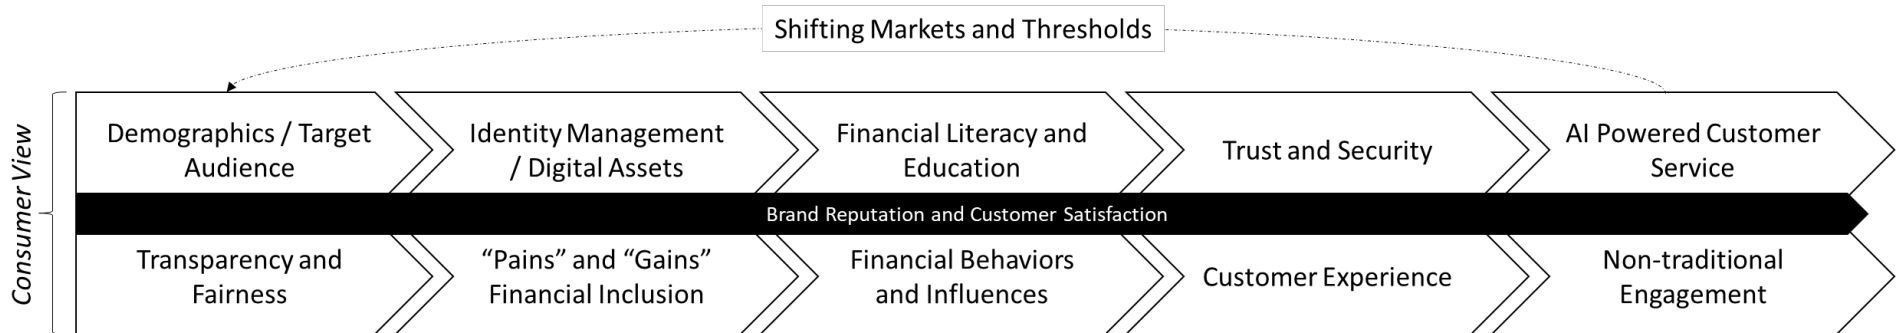 Shifting Markets and Thresholds
Consumer View
Demographics / Target
Audience
Identity Management
/ Digital Assets
Financial Literacy and
Education
Trust and Security
AI Powered Customer
Service
Brand Reputation and Customer Satisfaction
Transparency and
Fairness
“Pains” and “Gains”
Financial Inclusion
Financial Behaviors
and Influences
Customer Experience
Non-traditional
Engagement